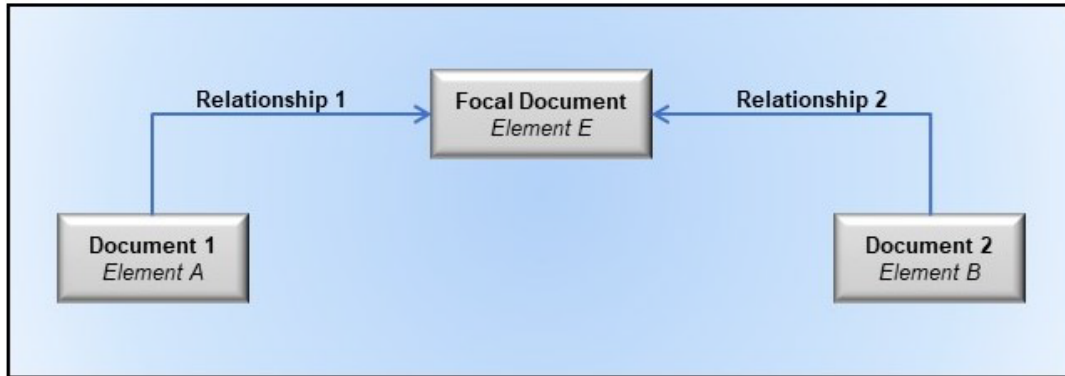 Relationship 1
Focal Document
Element E
Relationship 2
Document 1
Element A
Document 2
Element B